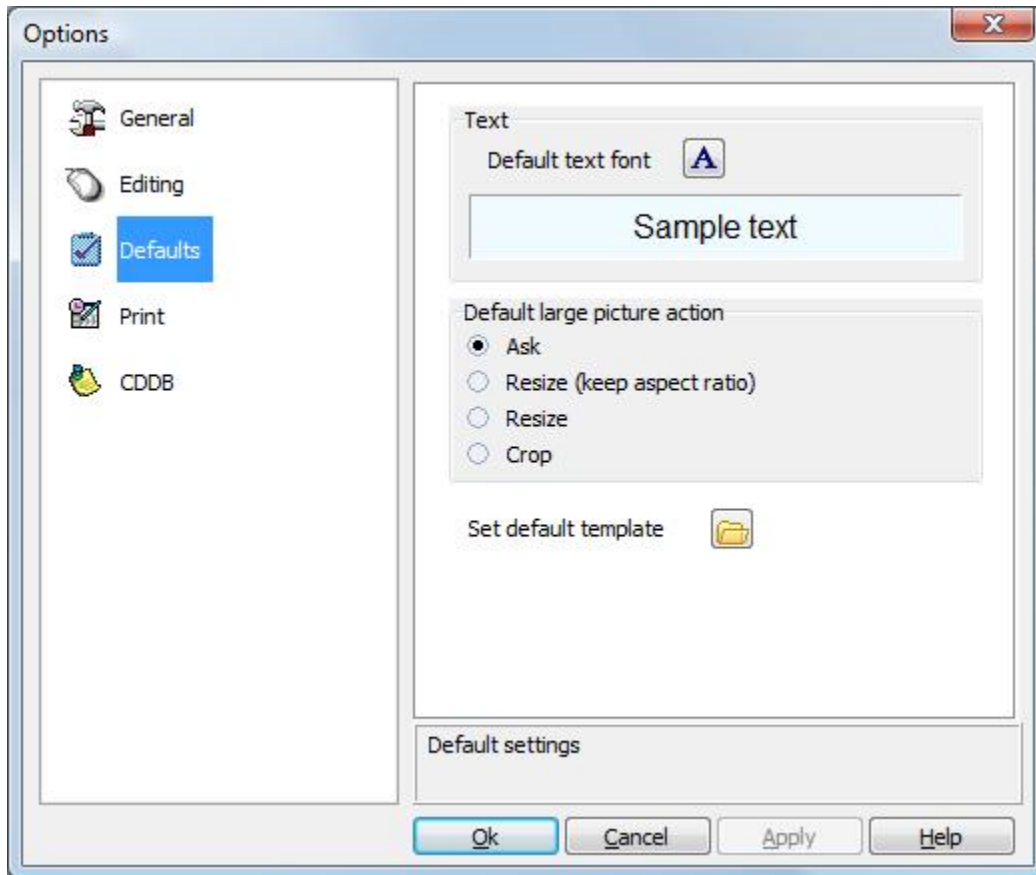 Options
General
Editing
Defaults
Print
CDDB
Text
Default text font A
Sample text
Default large picture action
Ask
Resize (keep aspect ratio)
Resize
Crop
Set default template
Default settings
Ok Cancel Apply Help